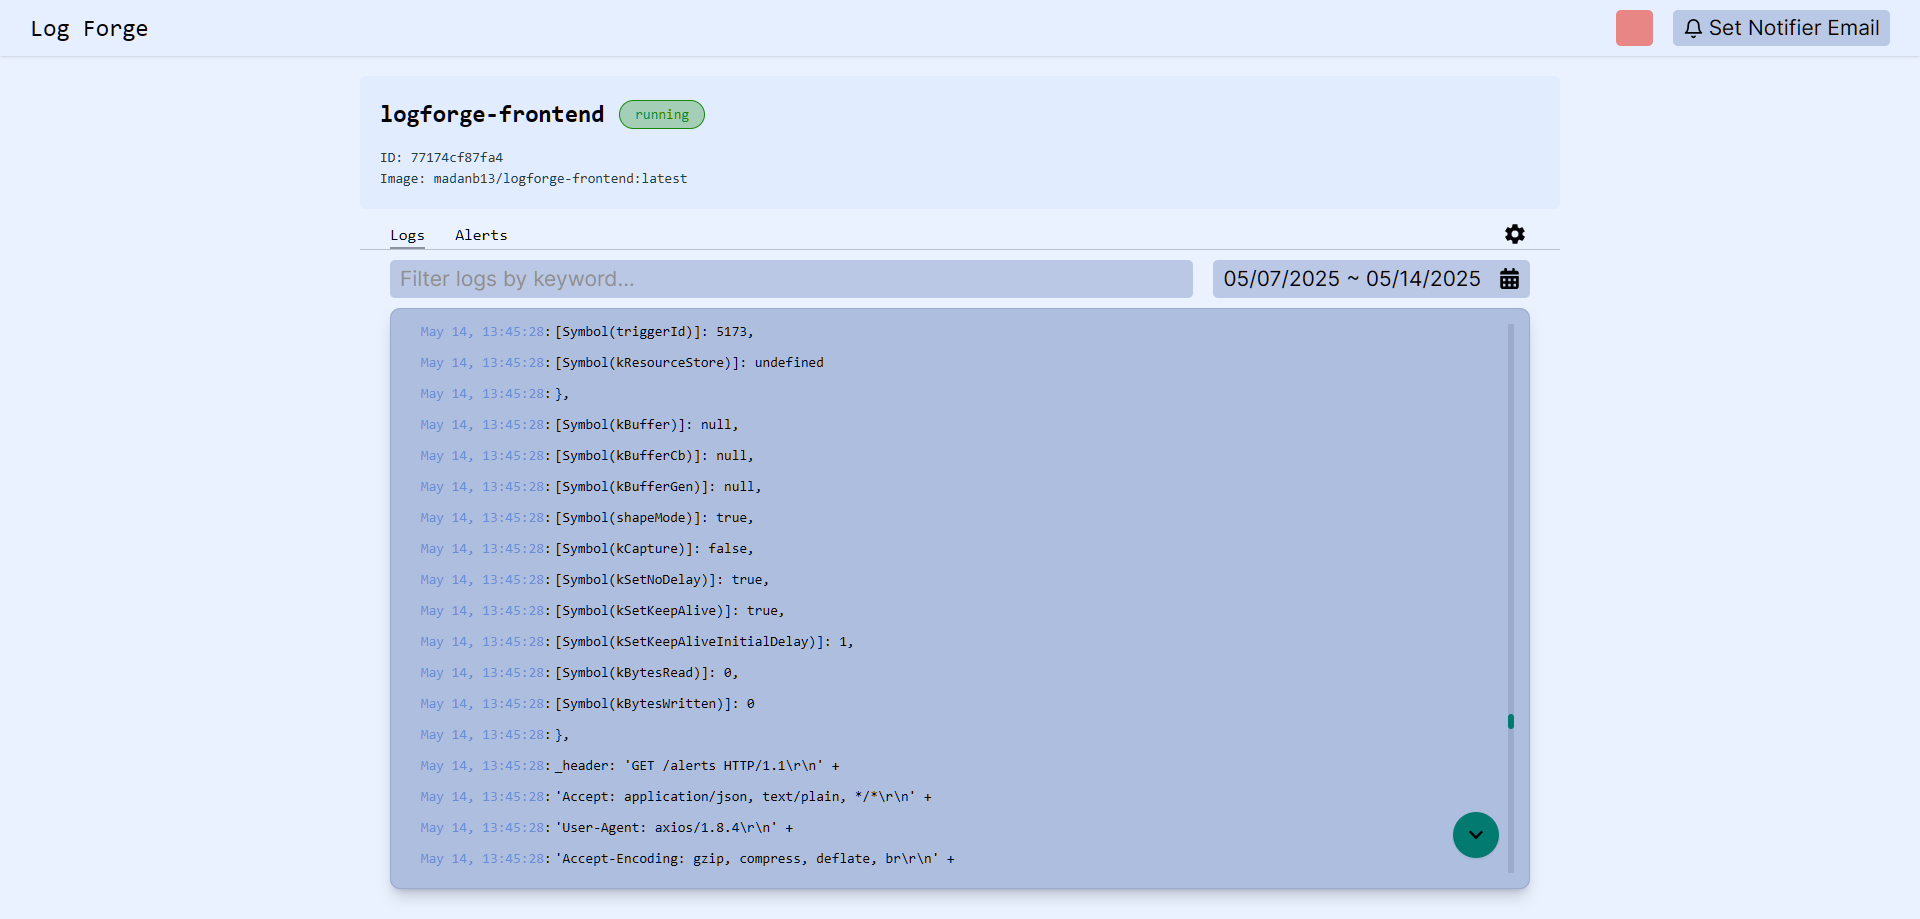 Log Forge
Set Notifier Email
logforge-frontend running
ID: 77174cf87fa4
Image: madanb13/logforge-frontend:latest
Logs Alerts
Filter logs by keyword...
05/07/2025 ~ 05/14/2025
May 14, 13:45:28: [Symbol(triggerId)]: 5173,
May 14, 13:45:28: [Symbol(kResourceStore)]: undefined
May 14, 13:45:28: },
May 14, 13:45:28: [Symbol(kBuffer)]: null,
May 14, 13:45:28: [Symbol(kBufferCb)]: null,
May 14, 13:45:28: [Symbol(kBufferGen)]: null,
May 14, 13:45:28: [Symbol(shapeMode)]: true,
May 14, 13:45:28: [Symbol(kCapture)]: false,
May 14, 13:45:28: [Symbol(kSetNoDelay)]: true,
May 14, 13:45:28: [Symbol(kSetKeepAlive)]: true,
May 14, 13:45:28: [Symbol(kSetKeepAliveInitialDelay)]: 1,
May 14, 13:45:28: [Symbol(kBytesRead)]: 0,
May 14, 13:45:28: [Symbol(kBytesWritten)]: 0
May 14, 13:45:28: },
May 14, 13:45:28: _header: 'GET /alerts HTTP/1.1\r\n' +
May 14, 13:45:28: 'Accept: application/json, text/plain, */*\r\n' +
May 14, 13:45:28: 'User-Agent: axios/1.8.4\r\n' +
May 14, 13:45:28: 'Accept-Encoding: gzip, compress, deflate, br\r\n' +